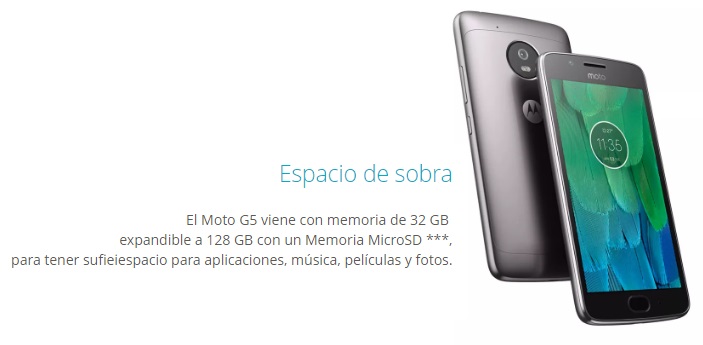 moto
11:35
Espacio de sobra
El Moto G5 viene con memoria de 32 GB
expandible a 128 GB con un Memoria MicroSD ***,
para tener sufieiespacio para aplicaciones, música, películas y fotos.